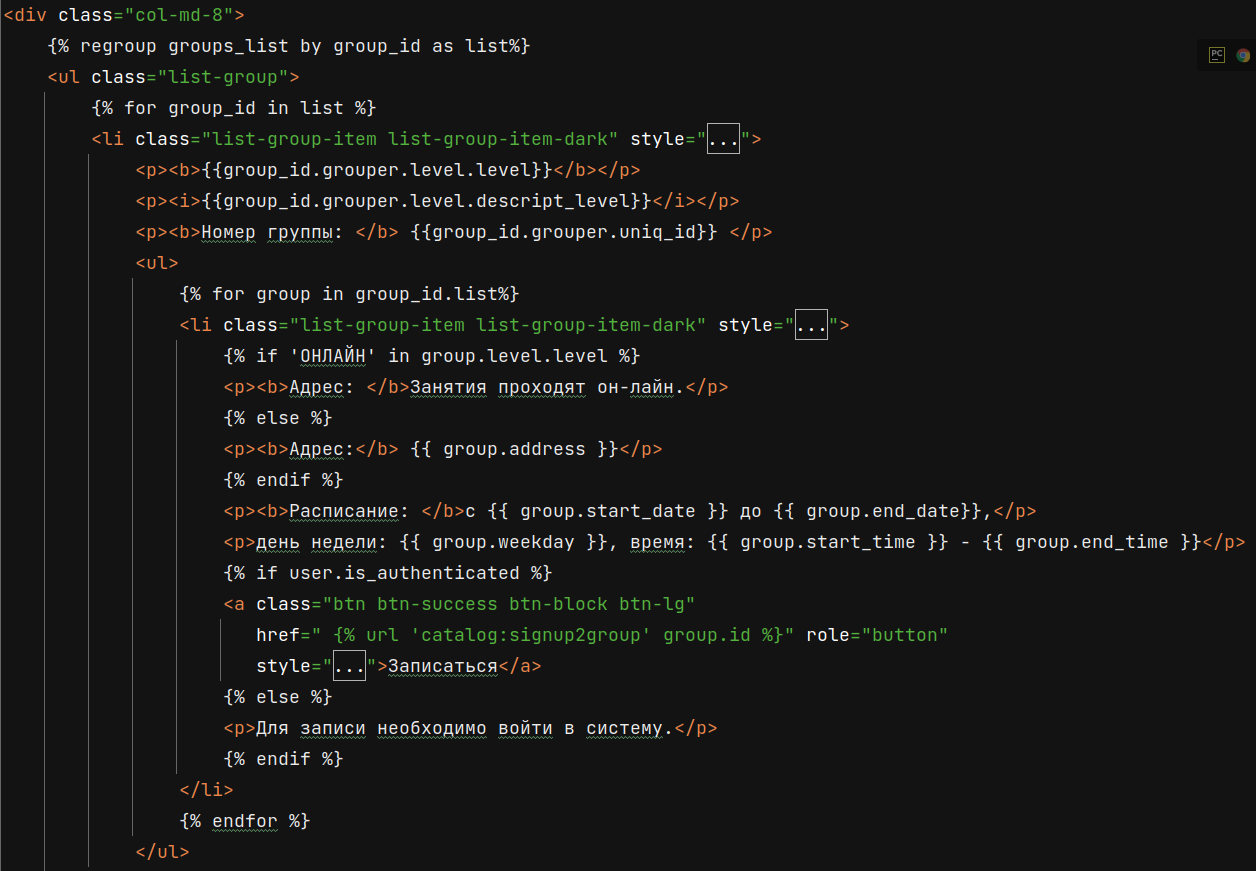 <div class="col-md-8">
{% regroup groups_list by group_id as list%}
<ul class="list-group">
{% for group_id in list %}
<li class="list-group-item list-group-item-dark" style="...">
<p><b>{{group_id.grouper.level.level}}</b></p>
<p><i>{{group_id.grouper.level.descript_level}}</i></p>
<p><b>Номер группы: </b> {{group_id.grouper.uniq_id}} </p>
<ul>
{% for group in group_id.list%}
<li class="list-group-item list-group-item-dark" style="...">
{% if 'ОНЛАЙН' in group.level.level %}
<p><b>Адрес: </b>Занятия проходят он-лайн.</p>
{% else %}
<p><b>Адрес:</b> {{ group.address }}</p>
{% endif %}
<p><b>Расписание: </b>с {{ group.start_date }} до {{ group.end_date}},</p>
<p>день недели: {{ group.weekday }}, время: {{ group.start_time }} - {{ group.end_time }}</p>
{% if user.is_authenticated %}
<a class="btn btn-success btn-block btn-lg"
href=" {% url 'catalog:signup2group' group.id %}" role="button"
style="...">Записаться</a>
{% else %}
<p>Для записи необходимо войти в систему.</p>
{% endif %}
</li>
{% endfor %}
</ul>
PC